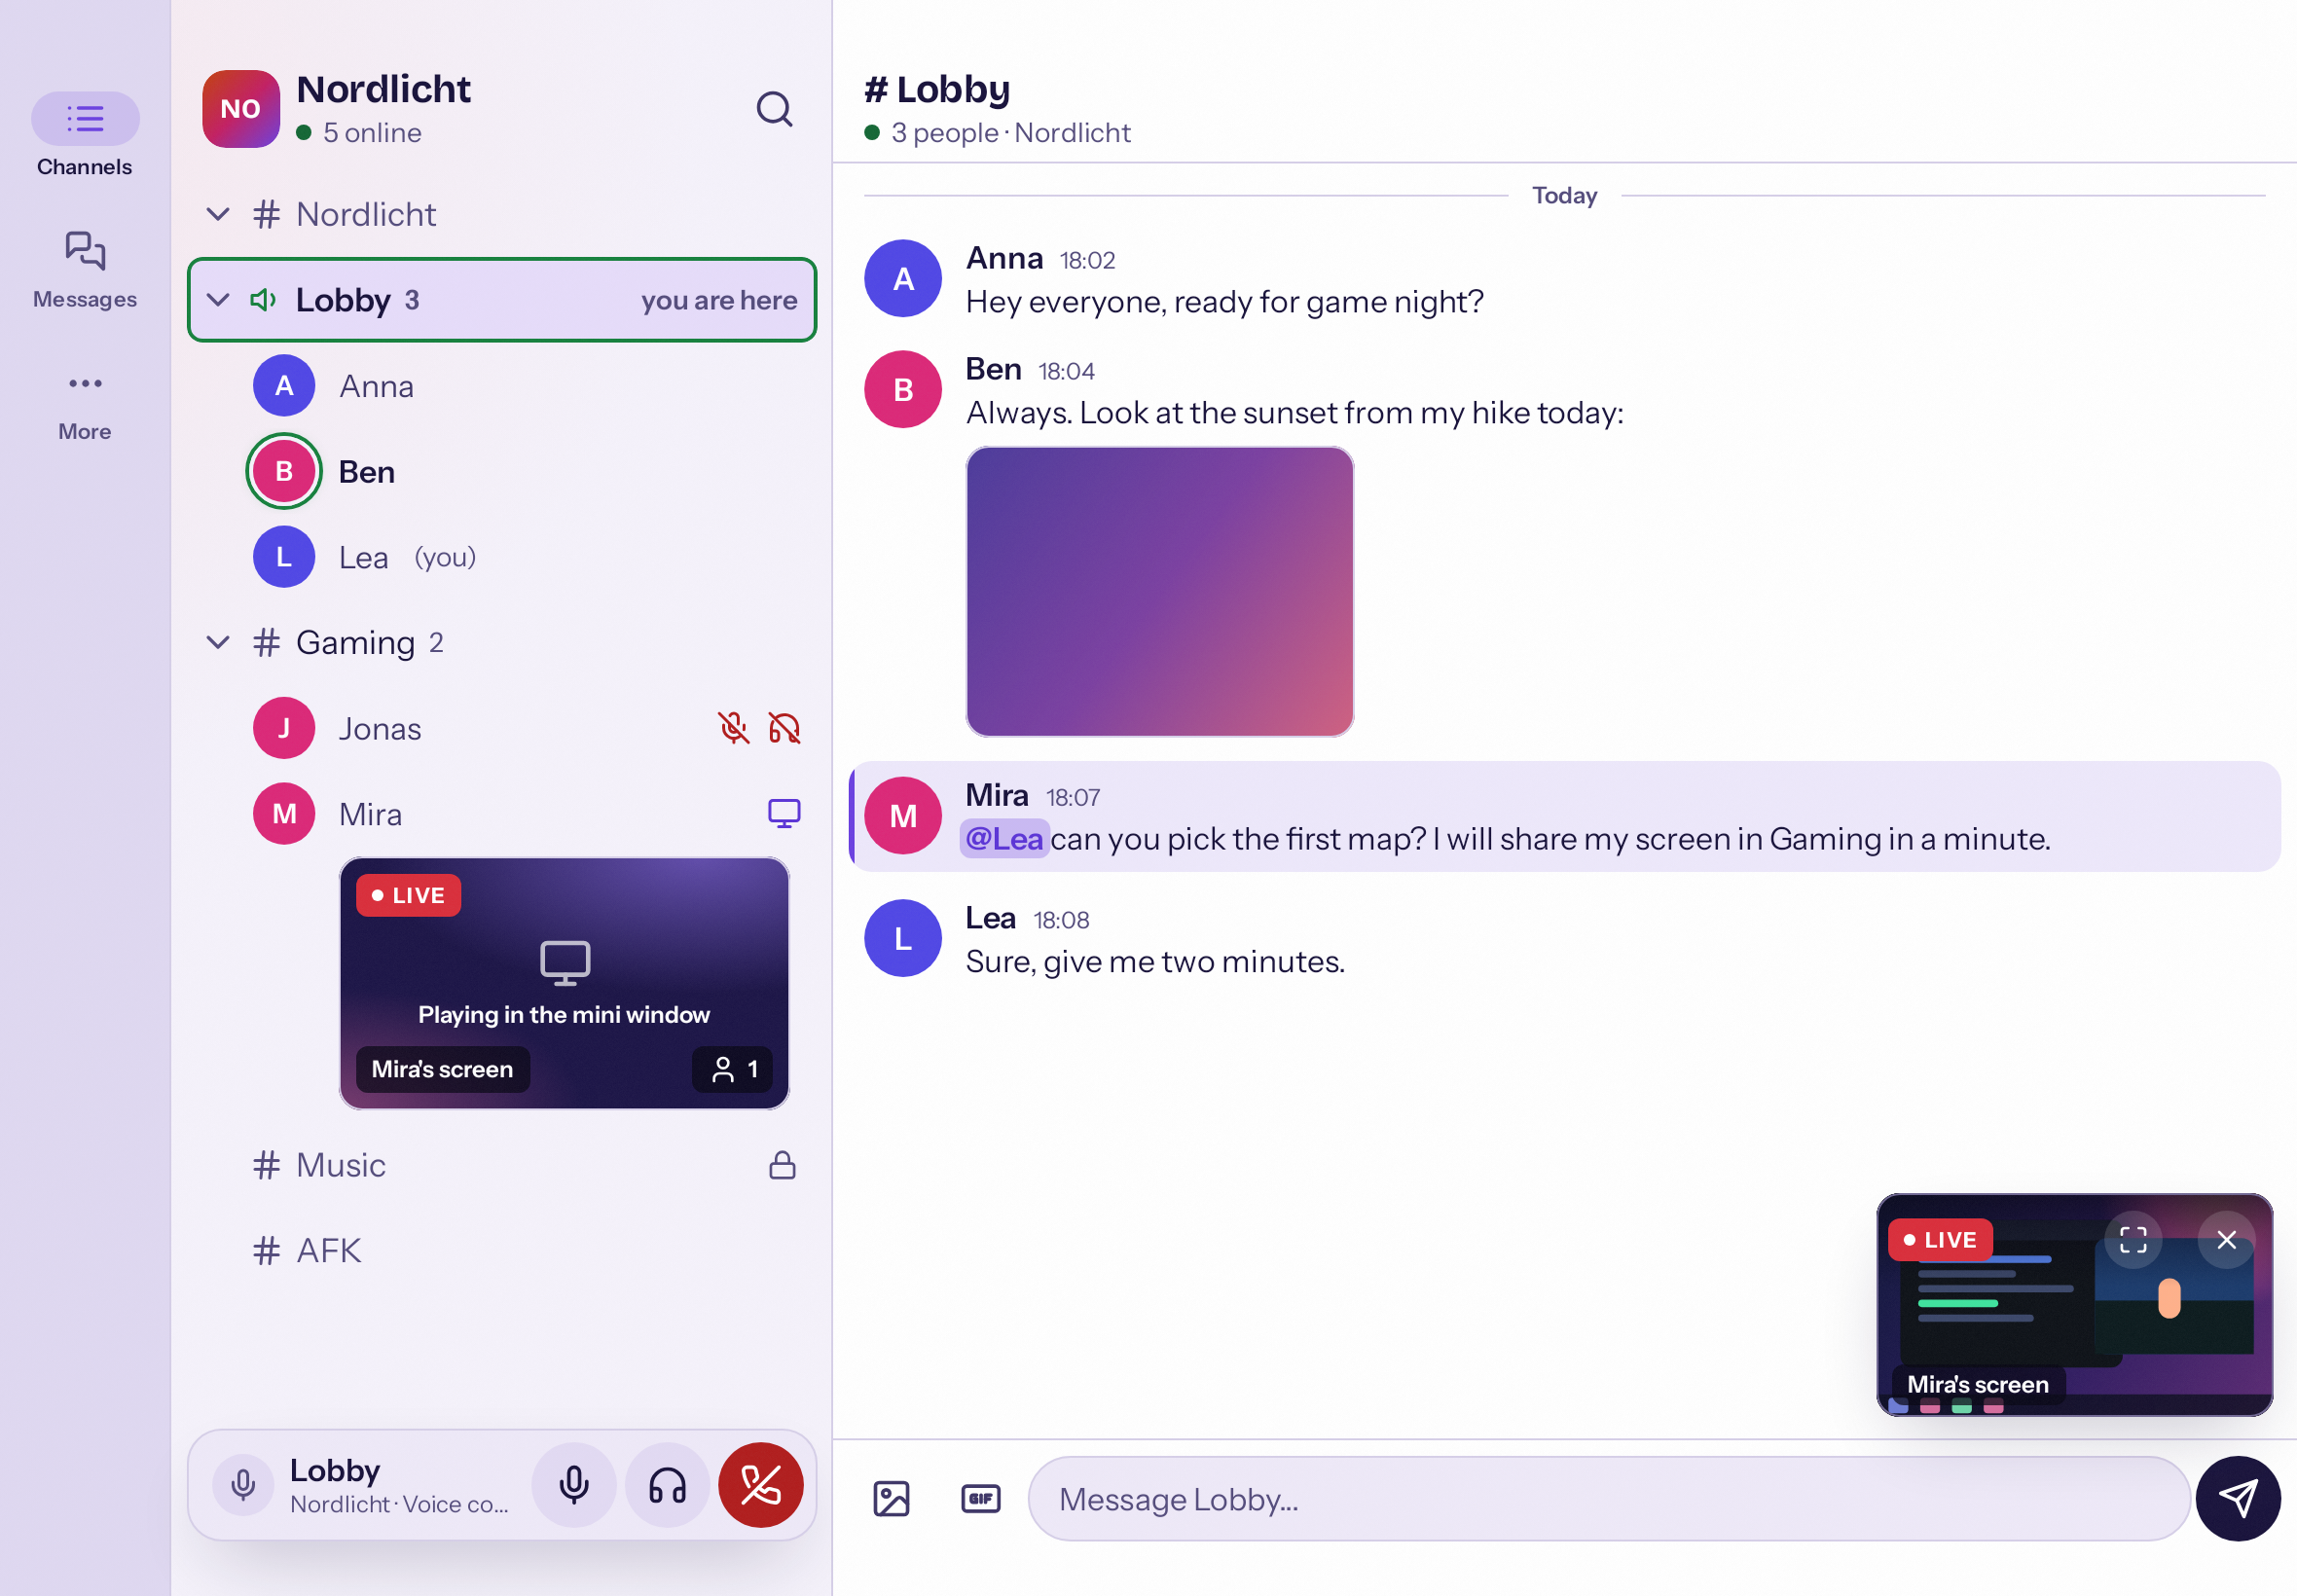 Channels
Messages
More
NO
Nordlicht
5 online
# Nordlicht
Lobby 3 you are here
A Anna
B Ben
L Lea (you)
# Gaming 2
J Jonas
M Mira
LIVE
Playing in the mini window
Mira's screen 1
# Music
# AFK
Lobby
Nordlicht · Voice co...
# Lobby
3 people · Nordlicht
Today
A
Anna 18:02
Hey everyone, ready for game night?
B
Ben 18:04
Always. Look at the sunset from my hike today:
M
Mira 18:07
@Lea can you pick the first map? I will share my screen in Gaming in a minute.
L
Lea 18:08
Sure, give me two minutes.
LIVE
Mira's screen
GIF
Message Lobby...